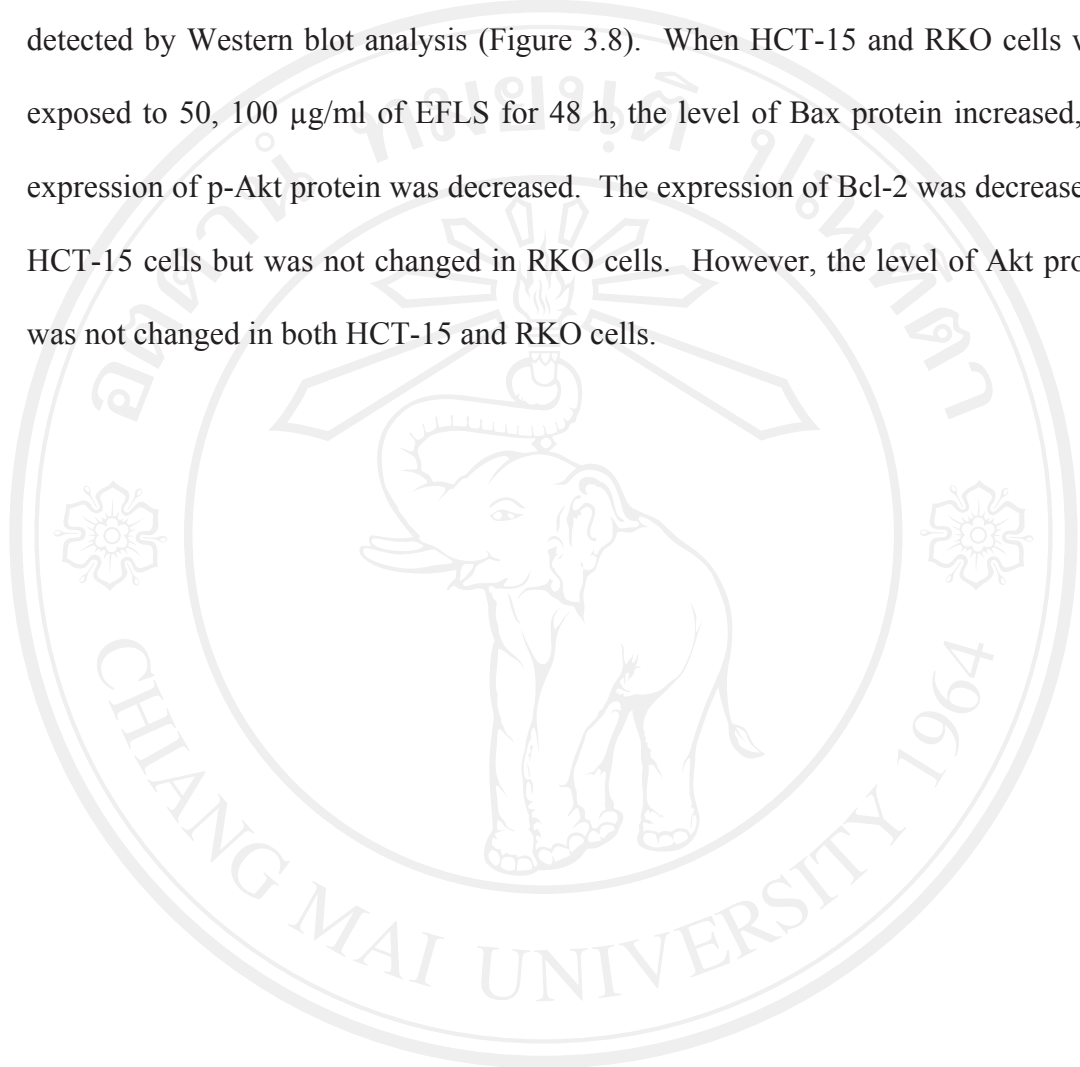 detected by Western blot analysis (Figure 3.8).  When HCT-15 and RKO cells
exposed to 50, 100 µg/ml of EFLS for 48 h, the level of Bax protein increased,
expression of p-Akt protein was decreased.  The expression of Bcl-2 was
HCT-15 cells but was not changed in RKO cells.  However, the level of Akt
was not changed in both HCT-15 and RKO cells.
CHIANG MAI UNIVERSITY 1964